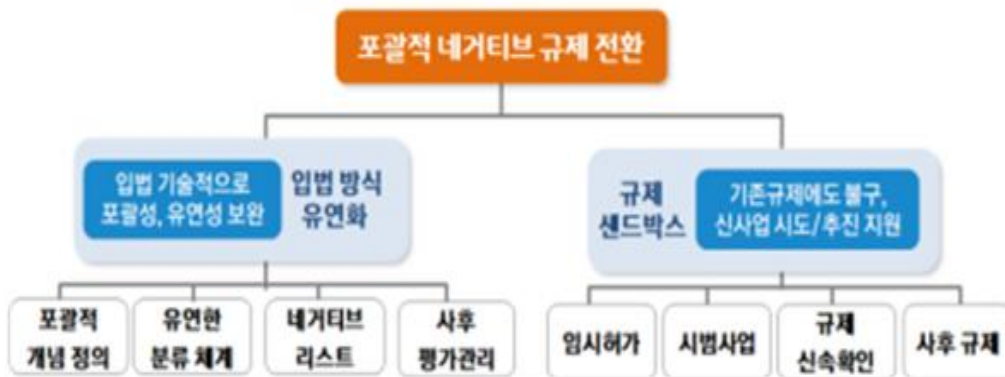 포괄적 네거티브 규제 전환
입법 기술적으로
포괄성, 유연성 보완
입법 방식
유연화
규제
샌드박스
기존규제에도 불구,
신사업 시도/추진 지원
포괄적
개념 정의
유연한
분류 체계
네거티브
리스트
사후
평가관리
임시허가
시범사업
규제
신속확인
사후 규제